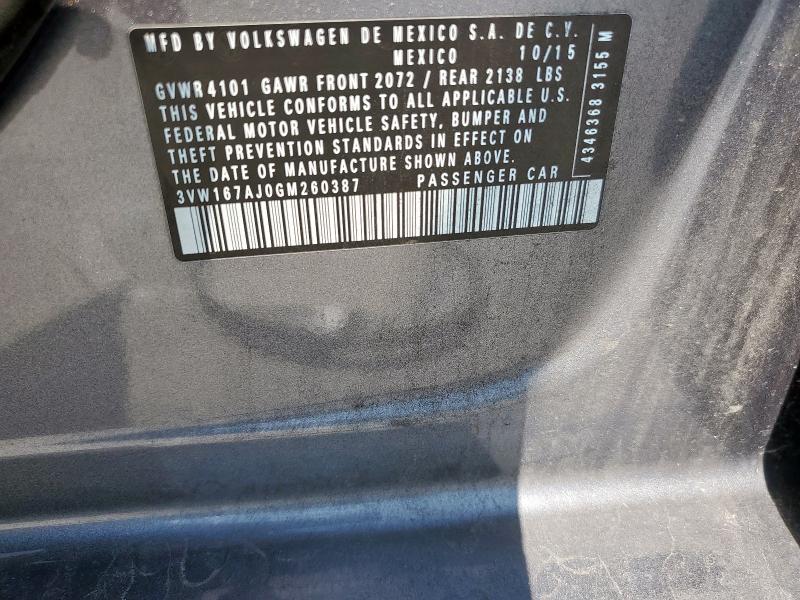 MFD BY VOLKSWAGEN DE MEXICO S.A. DE C.V.
MEXICO 10/15
GVWR 4101 GAWR FRONT 2072 / REAR 2138 LBS
THIS VEHICLE CONFORMS TO ALL APPLICABLE U.S.
FEDERAL MOTOR VEHICLE SAFETY, BUMPER AND
THEFT PREVENTION STANDARDS IN EFFECT ON
THE DATE OF MANUFACTURE SHOWN ABOVE.
3VW167AJ0GM260387 PASSENGER CAR
4346368 3155 M